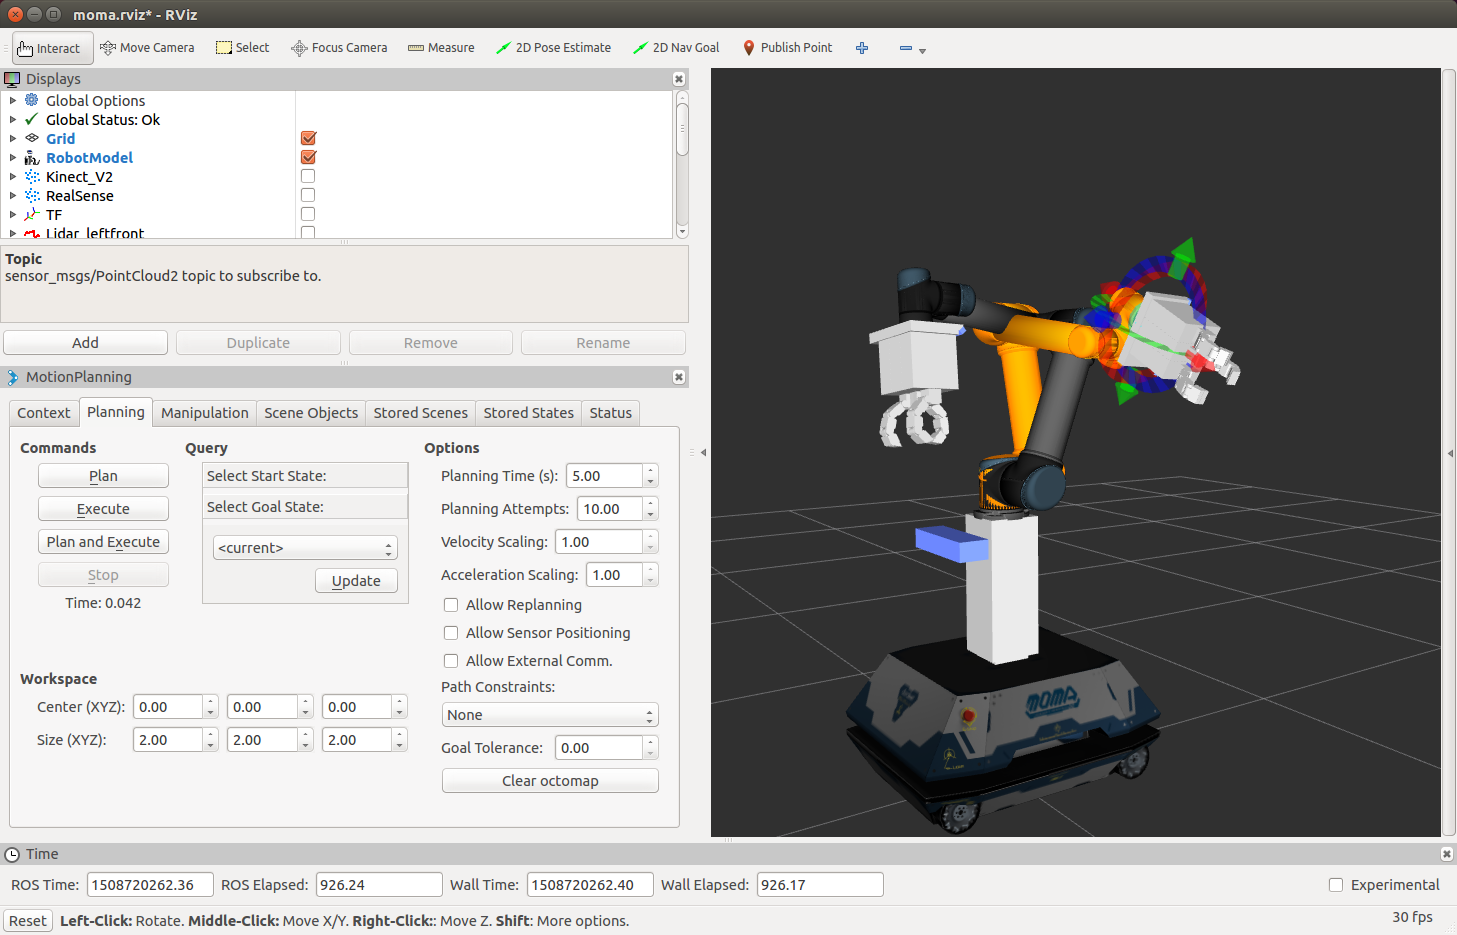 moma.rviz* - RViz
Interact Move Camera Select Focus Camera Measure 2D Pose Estimate 2D Nav Goal Publish Point
Displays
Global Options
Global Status: Ok
Grid
RobotModel
Kinect_V2
RealSense
TF
Lidar_leftfront
Topic
sensor_msgs/PointCloud2 topic to subscribe to.
Add Duplicate Remove Rename
MotionPlanning
Context Planning Manipulation Scene Objects Stored Scenes Stored States Status
Commands
Plan
Execute
Plan and Execute
Stop
Time: 0.042
Query
Select Start State:
Select Goal State:
<current>
Update
Options
Planning Time (s): 5.00
Planning Attempts: 10.00
Velocity Scaling: 1.00
Acceleration Scaling: 1.00
Allow Replanning
Allow Sensor Positioning
Allow External Comm.
Path Constraints:
None
Goal Tolerance: 0.00
Clear octomap
Workspace
Center (XYZ): 0.00 0.00 0.00
Size (XYZ): 2.00 2.00 2.00
MOMA
Time
ROS Time: 1508720262.36 ROS Elapsed: 926.24 Wall Time: 1508720262.40 Wall Elapsed: 926.17 Experimental
Reset Left-Click: Rotate. Middle-Click: Move X/Y. Right-Click:: Move Z. Shift: More options. 30 fps